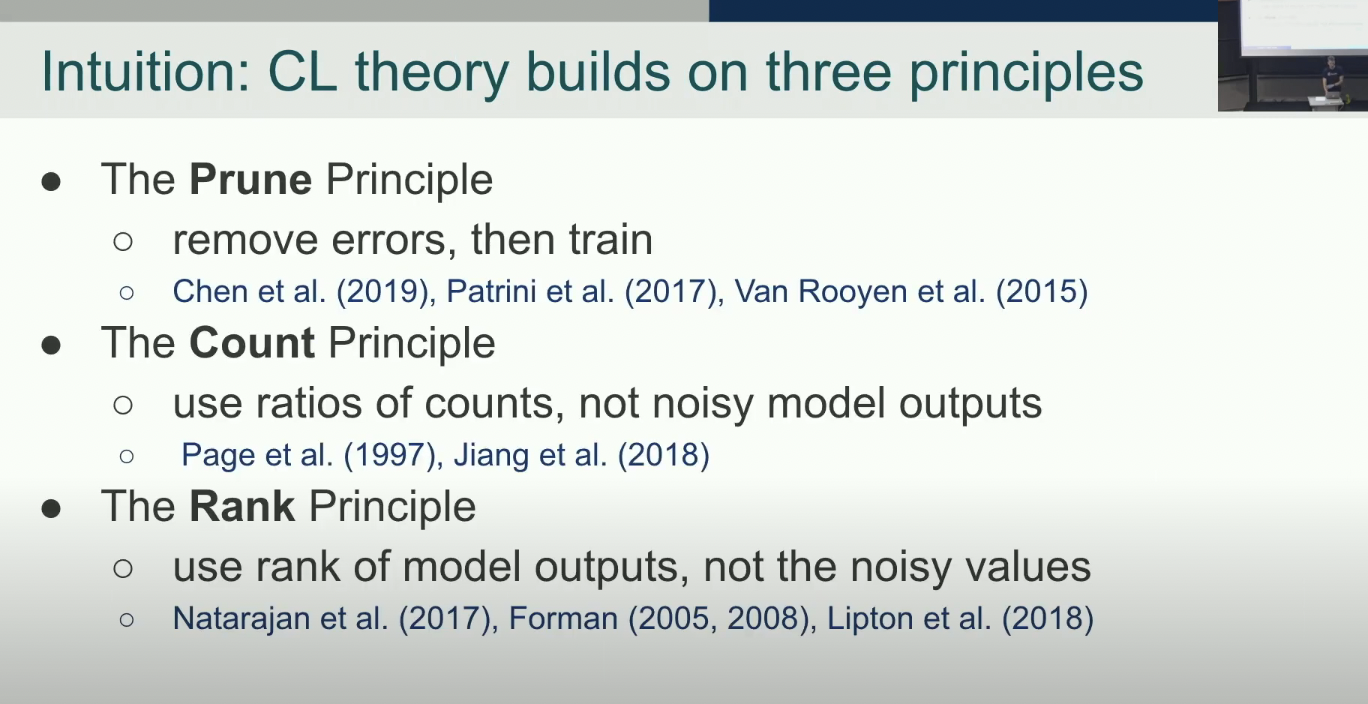 Intuition: CL theory builds on three principles
● The Prune Principle
○ remove errors, then train
○ Chen et al. (2019), Patrini et al. (2017), Van Rooyen et al. (2015)
● The Count Principle
○ use ratios of counts, not noisy model outputs
○ Page et al. (1997), Jiang et al. (2018)
● The Rank Principle
○ use rank of model outputs, not the noisy values
○ Natarajan et al. (2017), Forman (2005, 2008), Lipton et al. (2018)